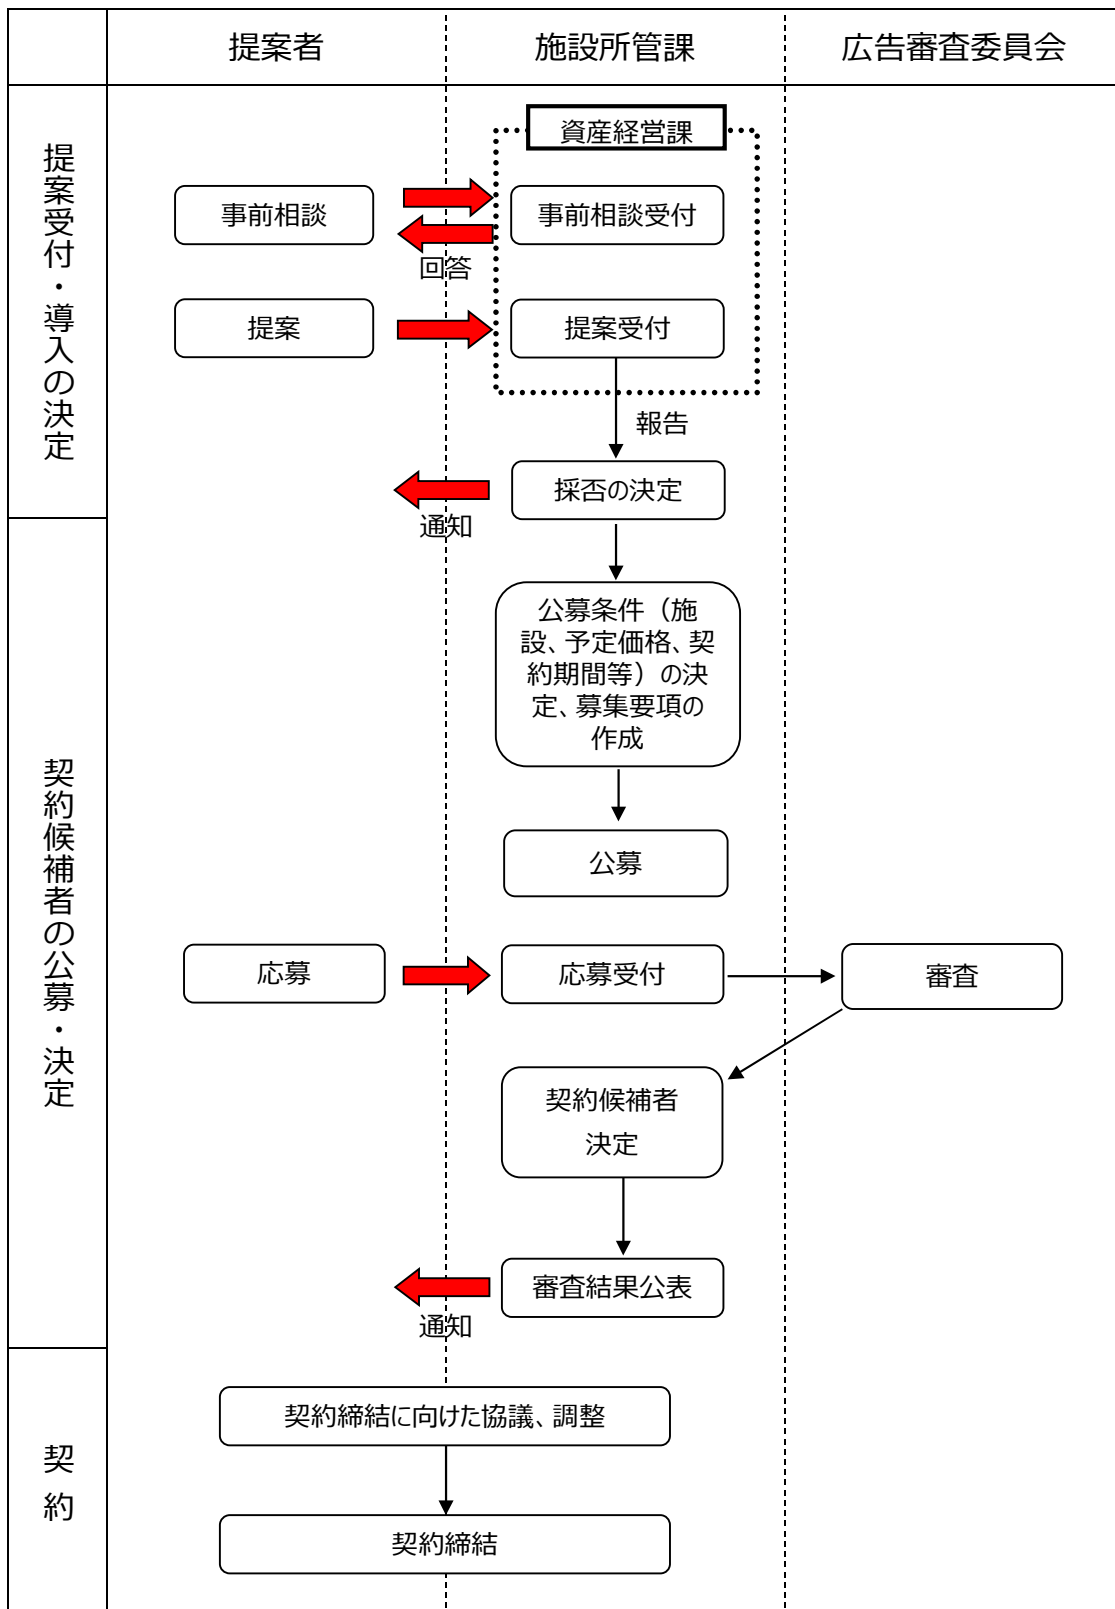 提案者
施設所管課
広告審査委員会
提案受付・導入の決定
資産経営課
事前相談
事前相談受付
回答
提案
提案受付
報告
採否の決定
通知
契約候補者の公募・決定
公募条件（施
設、予定価格、契
約期間等）の決
定、募集要項の
作成
公募
応募
応募受付
審査
契約候補者
決定
審査結果公表
通知
契約
契約締結に向けた協議、調整
契約締結